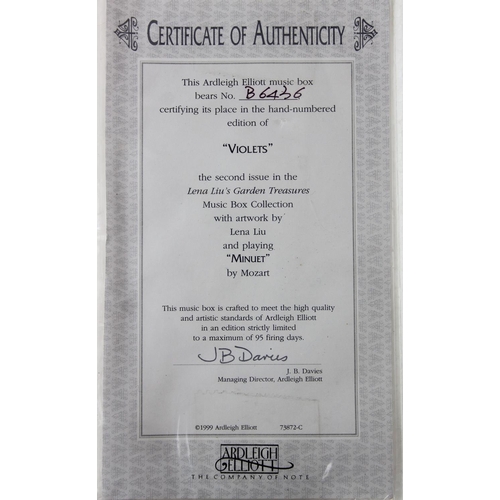 CERTIFICATE OF AUTHENTICITY
This Ardleigh Elliott music box
bears No. B6436
certifying its place in the hand-numbered
edition of
"VIOLETS"
the second issue in the
Lena Liu's Garden Treasures
Music Box Collection
with artwork by
Lena Liu
and playing
"MINUET"
by Mozart
This music box is crafted to meet the high quality
and artistic standards of Ardleigh Elliott
in an edition strictly limited
to a maximum of 95 firing days.
JB Davies
J. B. Davies
Managing Director, Ardleigh Elliott
©1999 Ardleigh Elliott 73872-C
ARDLEIGH
ELLIOTT
THE COMPANY OF NOTE